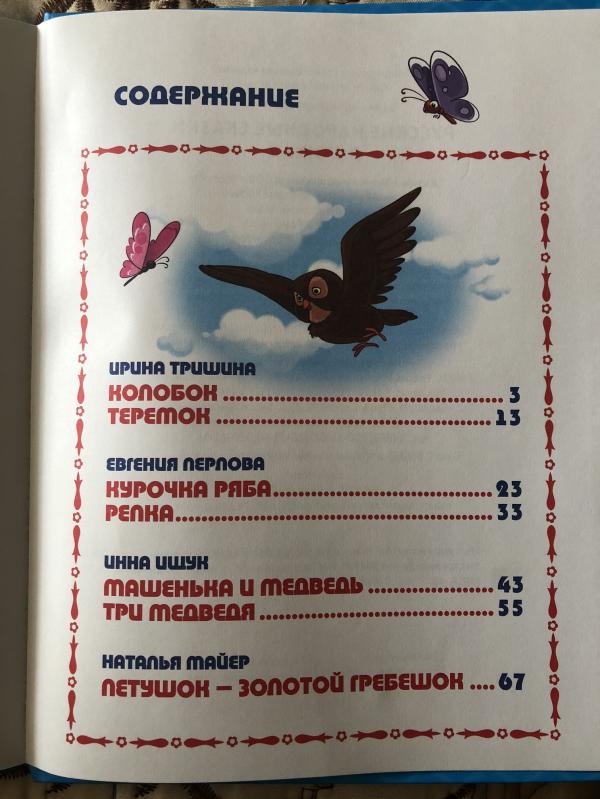 СОДЕРЖАНИЕ
ИРИНА ТРИШИНА
КОЛОБОК ........................................ 3
ТЕРЕМОК ........................................ 13
ЕВГЕНИЯ ПЕРЛОВА
КУРОЧКА РЯБА................................ 23
РЕПКА............................................. 33
ИННА ИЩУК
МАШЕНЬКА И МЕДВЕДЬ .................. 43
ТРИ МЕДВЕДЯ.................................. 55
НАТАЛЬЯ МАЙЕР
ПЕТУШОК — ЗОЛОТОЙ ГРЕБЕШОК ....67